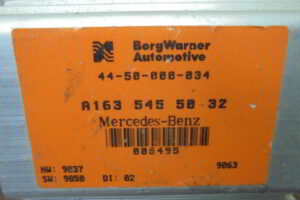 BorgWarner
Automotive
44-50-000-034
A163 545 50 32
Mercedes-Benz
006495
HW: 9837 9863
SW: 9850 DI: 02